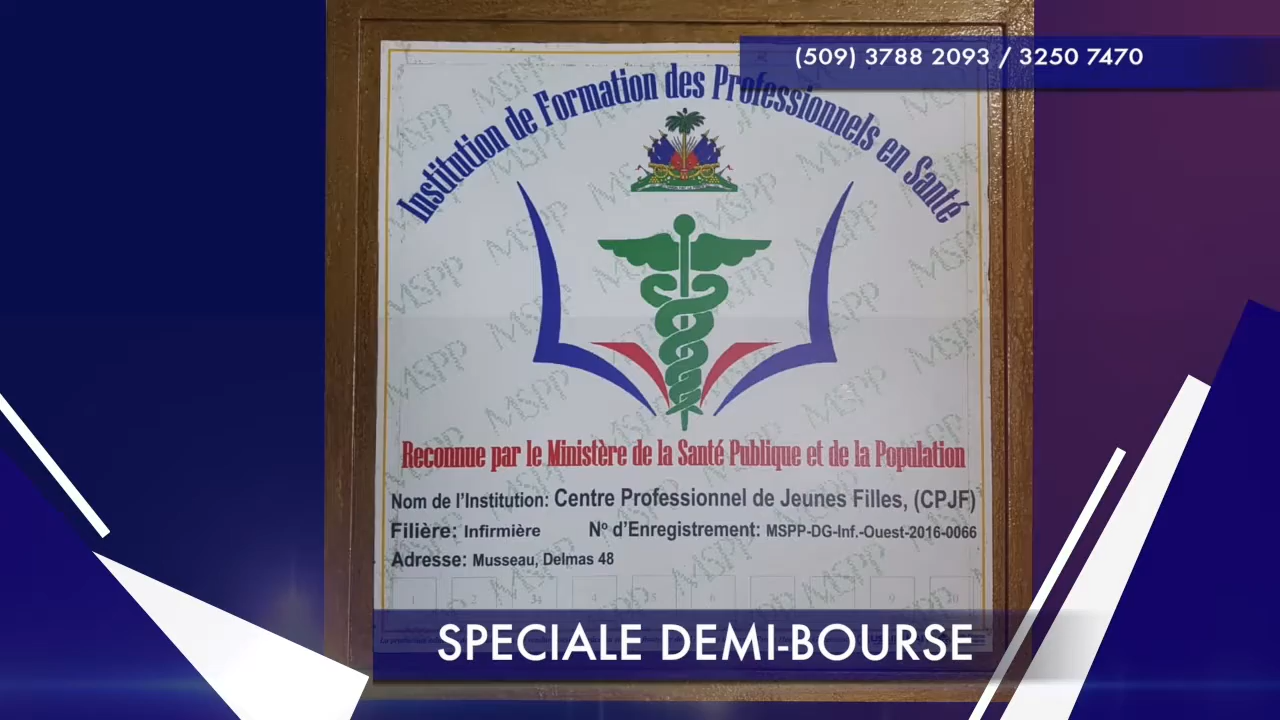 (509) 3788 2093 / 3250 7470
Institution de Formation des Professionnels en Santé
Reconnue par le Ministère de la Santé Publique et de la Population
Nom de l'Institution: Centre Professionnel de Jeunes Filles, (CPJF)
Filière: Infirmière N° d'Enregistrement: MSPP-DG-Inf.-Ouest-2016-0066
Adresse: Musseau, Delmas 48
SPECIALE DEMI-BOURSE